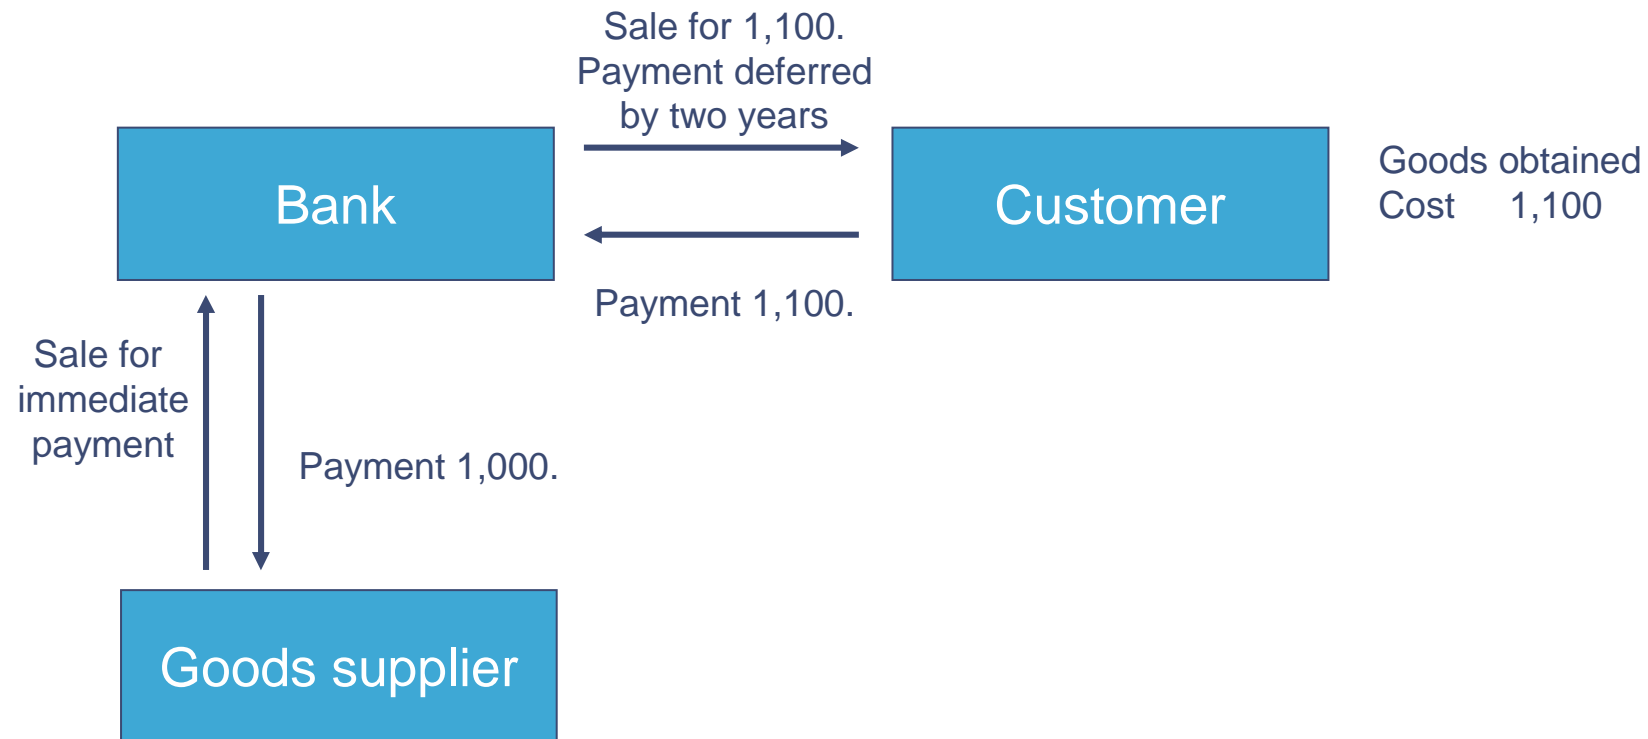 Sale for 1,100.
Payment deferred
by two years
Bank
Customer
Goods obtained
Cost 1,100
Payment 1,100.
Sale for
immediate
payment
Payment 1,000.
Goods supplier